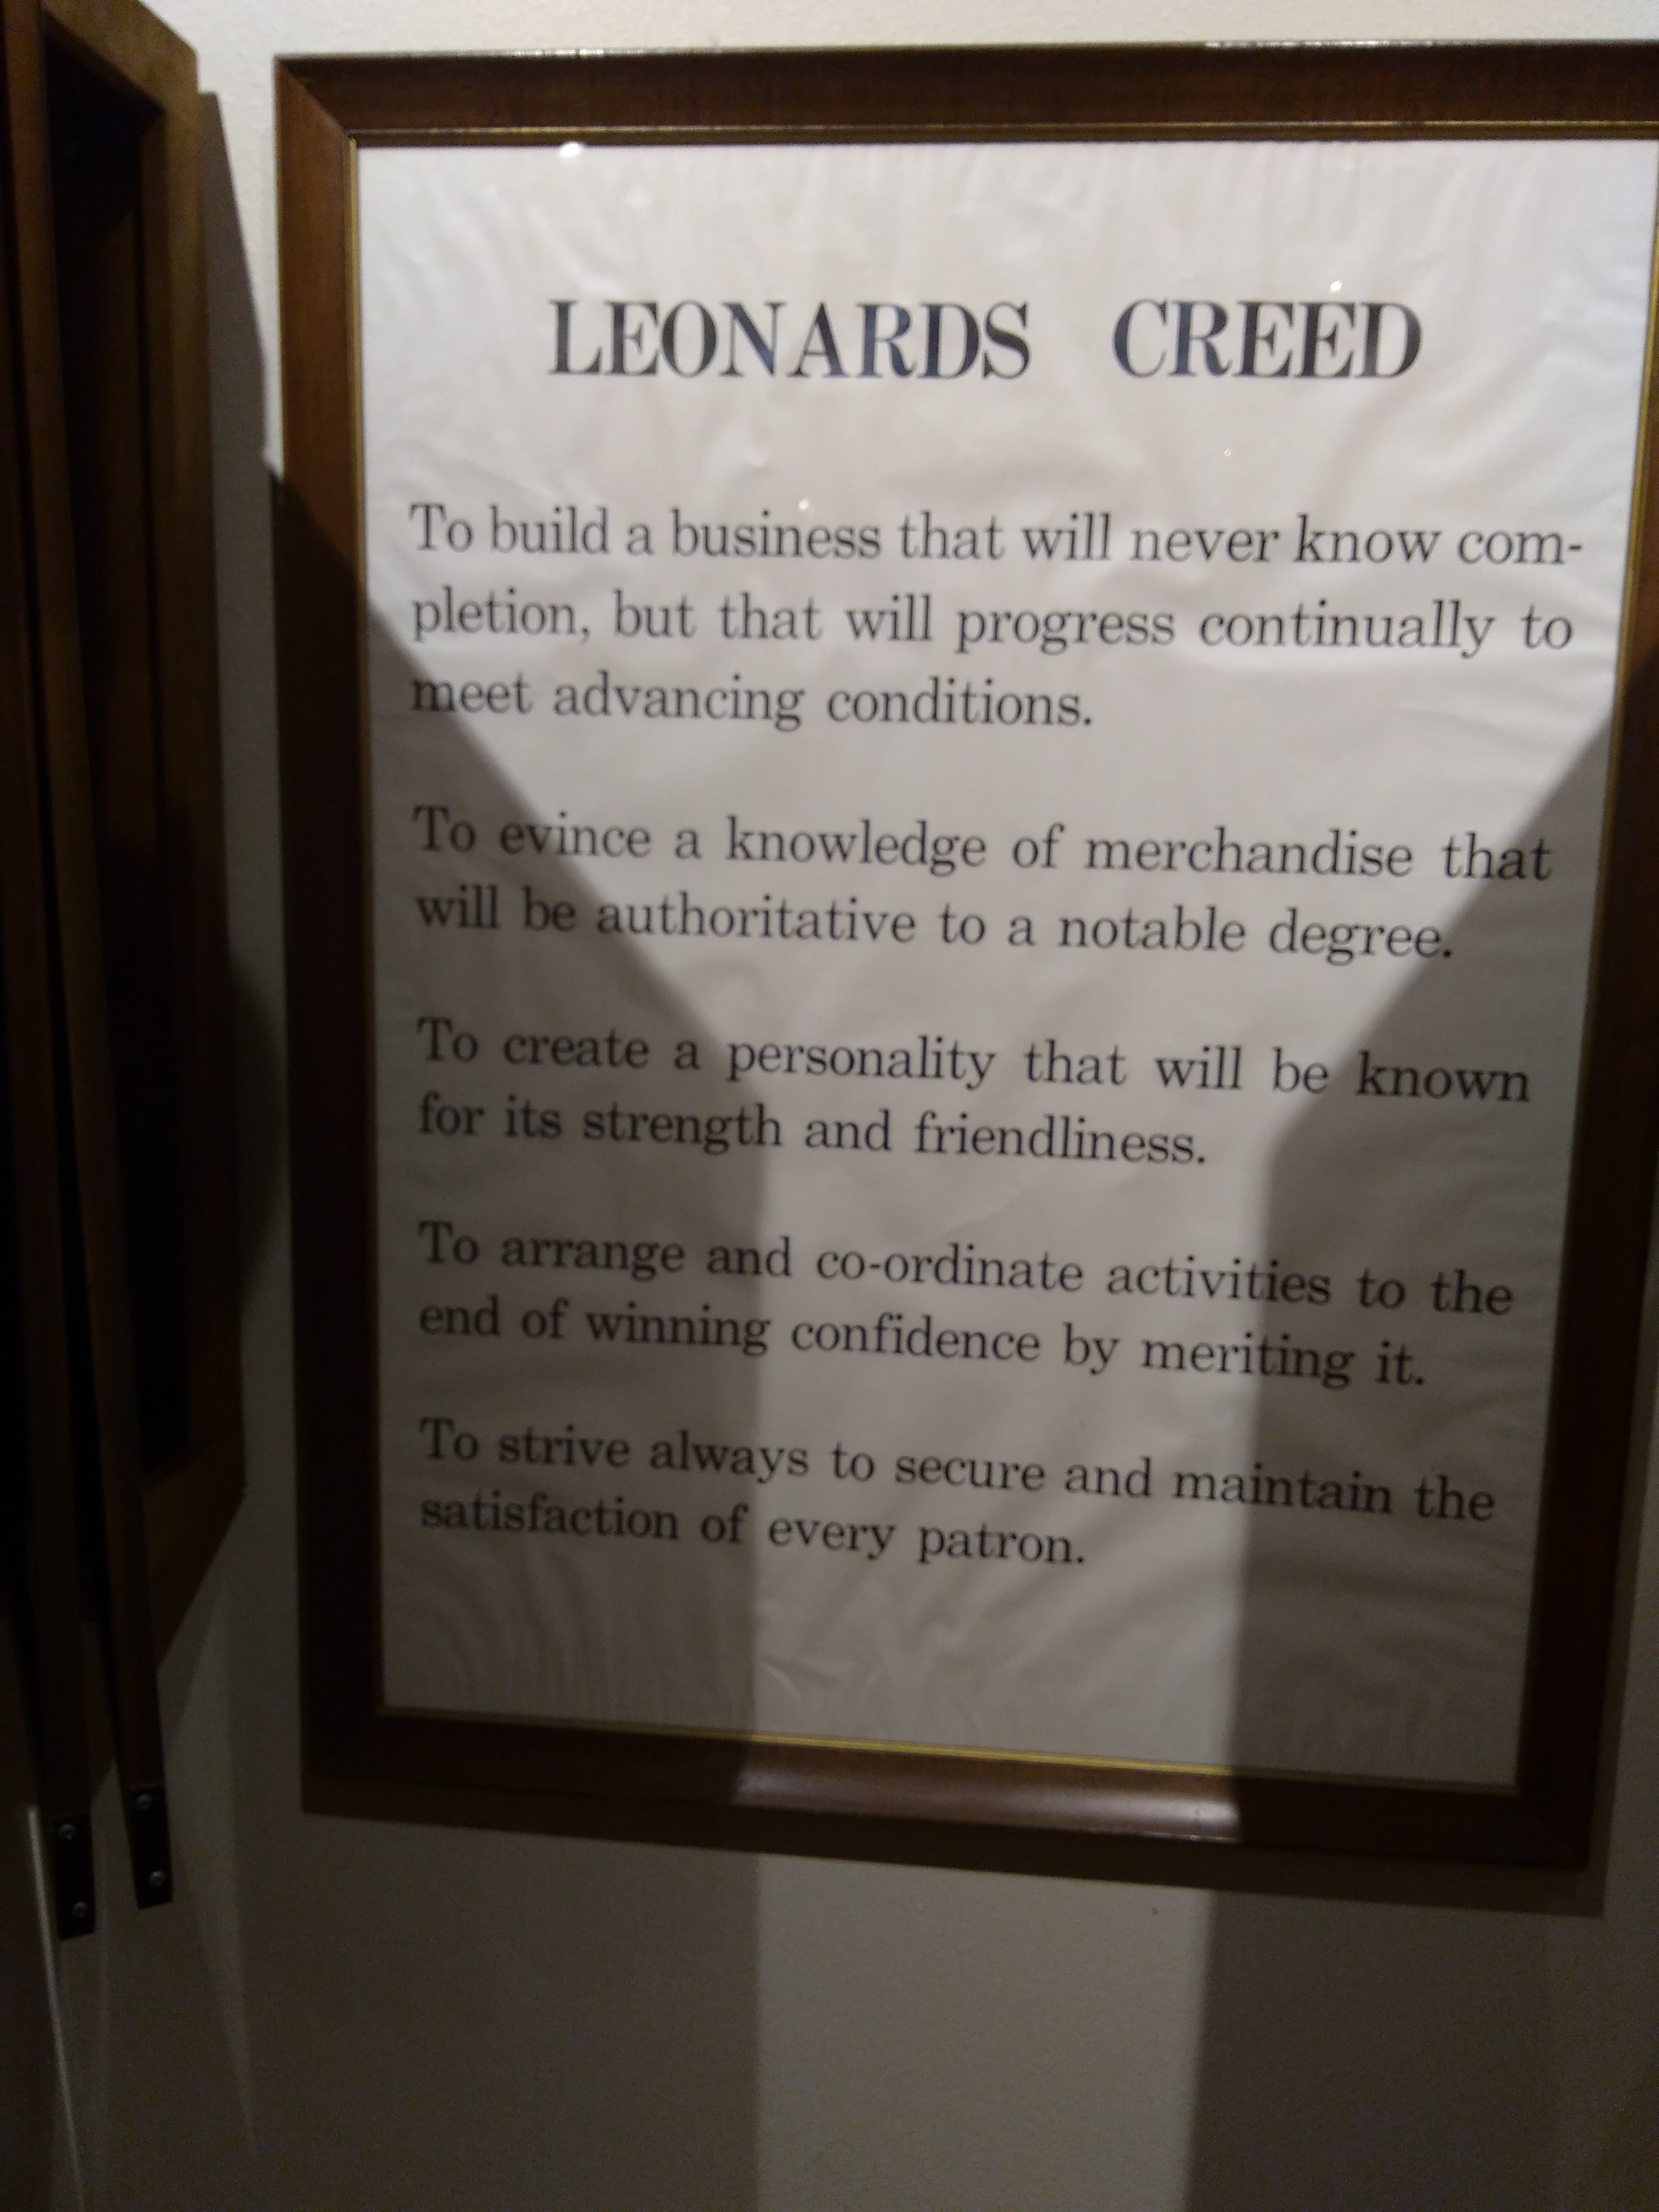 LEONARDS CREED
To build a business that will never know com-
pletion, but that will progress continually to
meet advancing conditions.
To evince a knowledge of merchandise that
will be authoritative to a notable degree.
To create a personality that will be known
for its strength and friendliness.
To arrange and co-ordinate activities to the
end of winning confidence by meriting it.
To strive always to secure and maintain the
satisfaction of every patron.